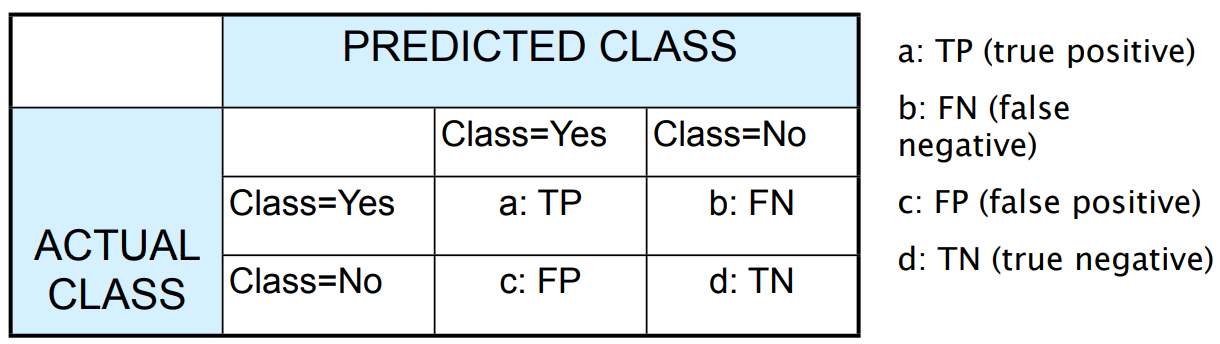 PREDICTED CLASS
Class=Yes Class=No
Class=Yes a: TP b: FN
ACTUAL
CLASS
Class=No c: FP d: TN
a: TP (true positive)
b: FN (false
negative)
c: FP (false positive)
d: TN (true negative)